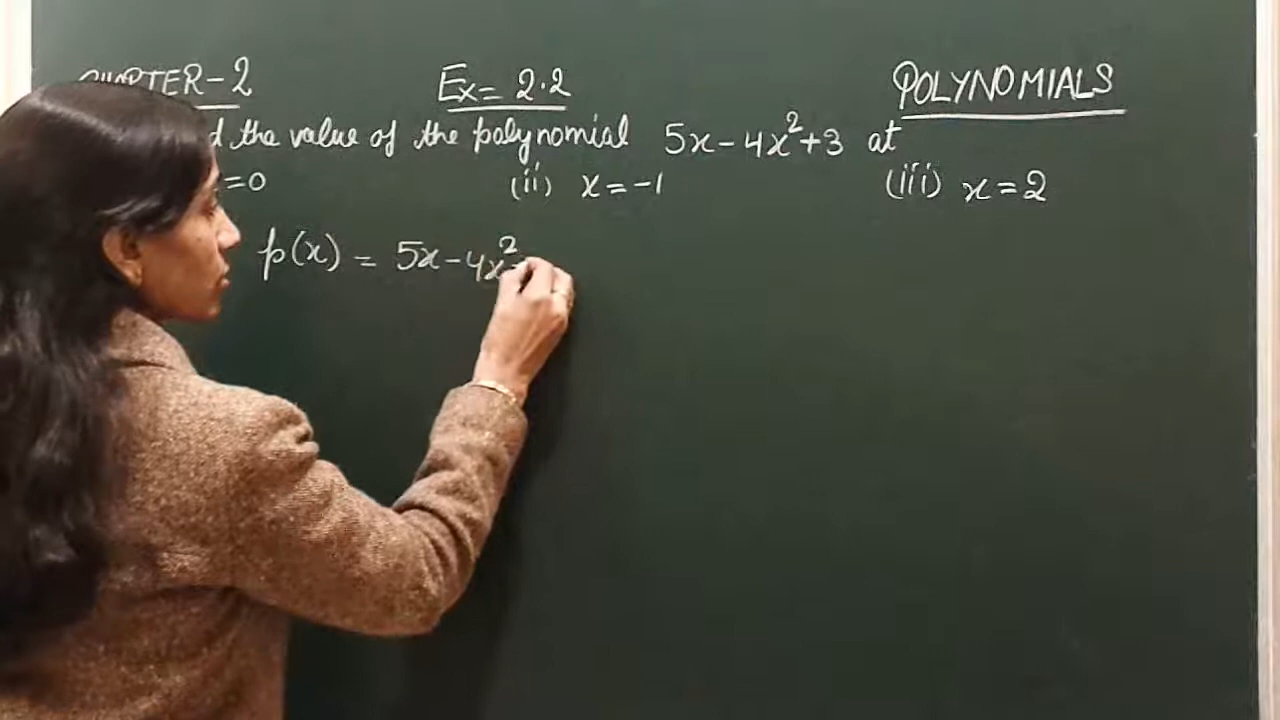 CHAPTER-2 Ex= 2.2 POLYNOMIALS
the value of the polynomial 5x-4x²+3 at
=0 (ii) x=-1 (iii) x=2
p(x) = 5x-4x²